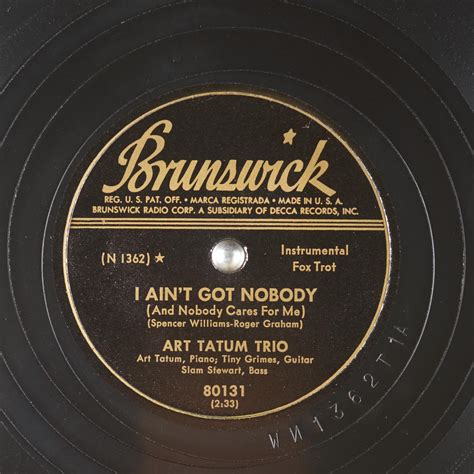 Brunswick
REG. U. S. PAT. OFF. • MARCA REGISTRADA • MADE IN U. S. A.
BRUNSWICK RADIO CORP. A SUBSIDIARY OF DECCA RECORDS, INC.
(N 1362) ★
Instrumental
Fox Trot
I AIN'T GOT NOBODY
(And Nobody Cares For Me)
(Spencer Williams-Roger Graham)
ART TATUM TRIO
Art Tatum, Piano; Tiny Grimes, Guitar
Slam Stewart, Bass
80131
(2:33)
WN1362T1A